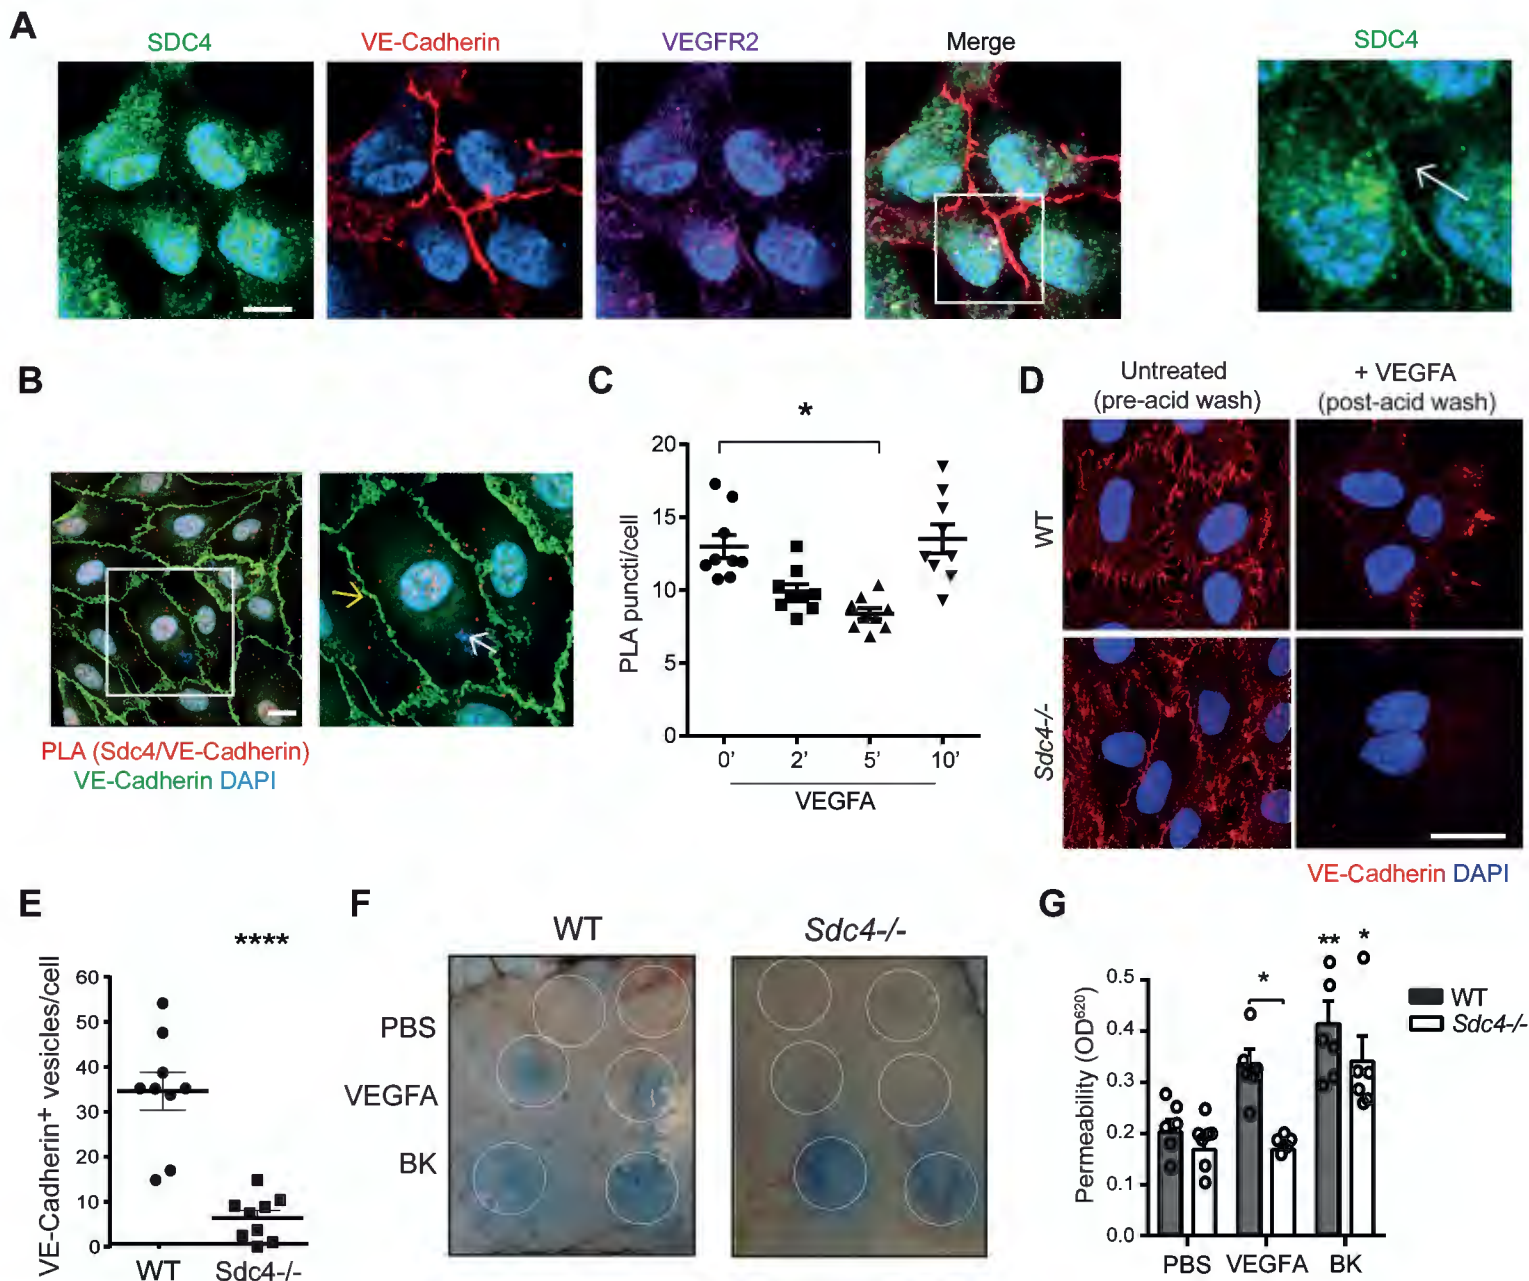 A
SDC4
VE-Cadherin
VEGFR2
Merge
SDC4
B
PLA (Sdc4/VE-Cadherin)
VE-Cadherin DAPI
C
*
PLA puncti/cell
20
15
10
5
0
0' 2' 5' 10'
VEGFA
D
Untreated
(pre-acid wash)
+ VEGFA
(post-acid wash)
WT
Sdc4-/-
VE-Cadherin DAPI
E
****
VE-Cadherin⁺ vesicles/cell
60
50
40
30
20
10
0
WT Sdc4-/-
F
WT
Sdc4-/-
PBS
VEGFA
BK
G
Permeability (OD⁶²⁰)
0.5
0.4
0.3
0.2
0.1
0.0
*
**
*
PBS VEGFA BK
WT
Sdc4-/-